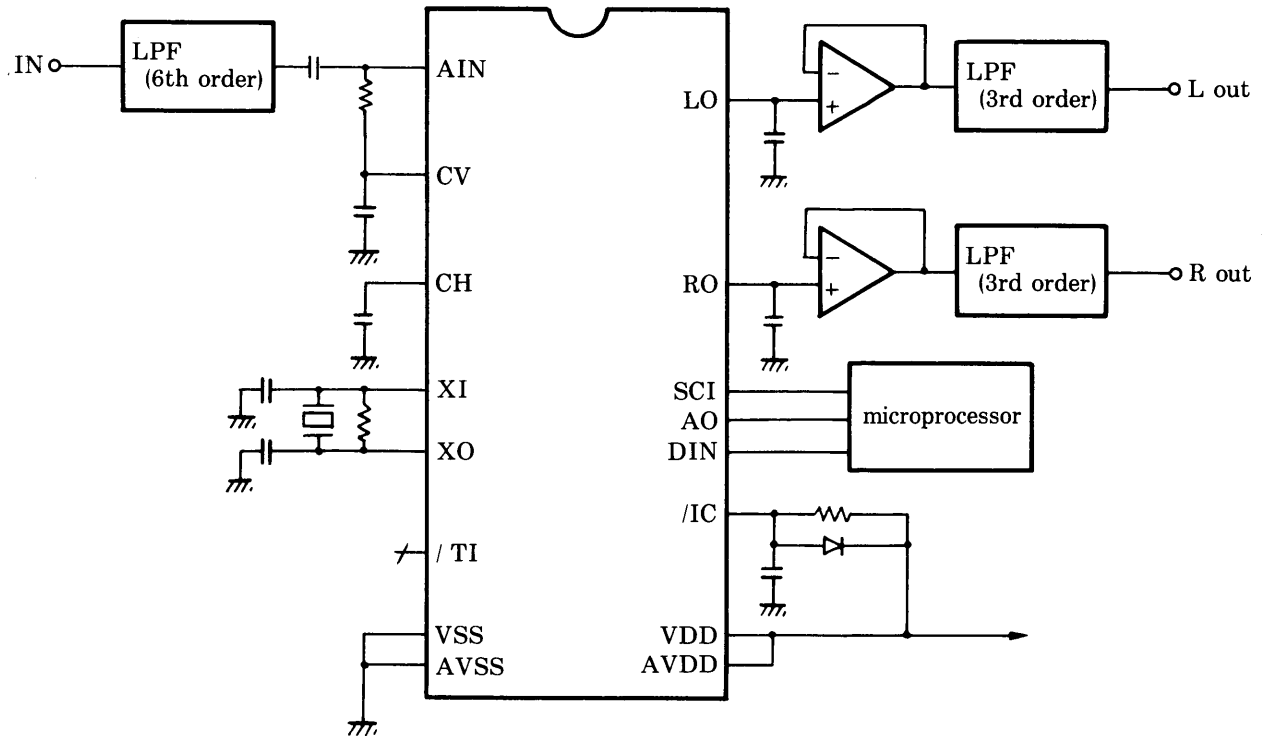 IN
LPF
(6th order)
AIN
CV
CH
XI
XO
/ TI
VSS
AVSS
LO
RO
SCI
AO
DIN
/IC
VDD
AVDD
−
+
LPF
(3rd order)
L out
−
+
LPF
(3rd order)
R out
microprocessor